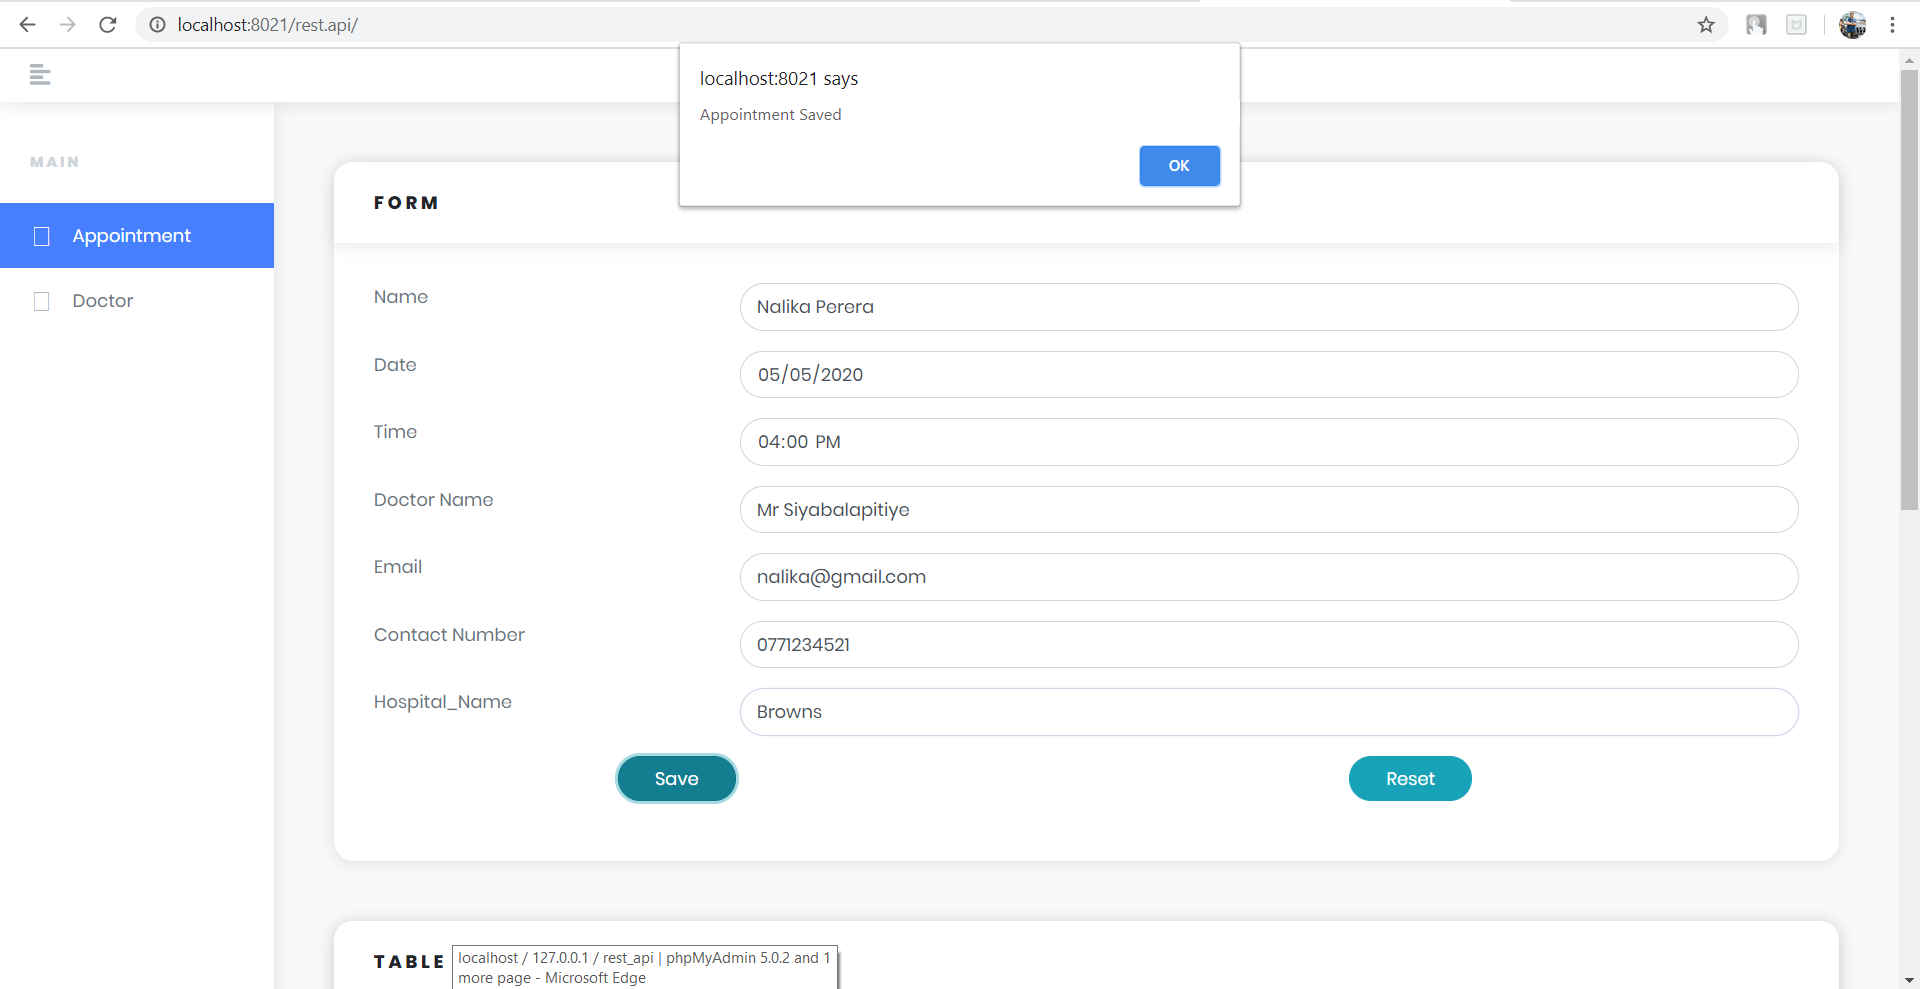 localhost:8021/rest.api/
localhost:8021 says
Appointment Saved
OK
MAIN
Appointment
Doctor
FORM
Name
Nalika Perera
Date
05/05/2020
Time
04:00 PM
Doctor Name
Mr Siyabalapitiye
Email
nalika@gmail.com
Contact Number
0771234521
Hospital_Name
Browns
Save
Reset
TABLE
localhost / 127.0.0.1 / rest_api | phpMyAdmin 5.0.2 and 1
more page - Microsoft Edge